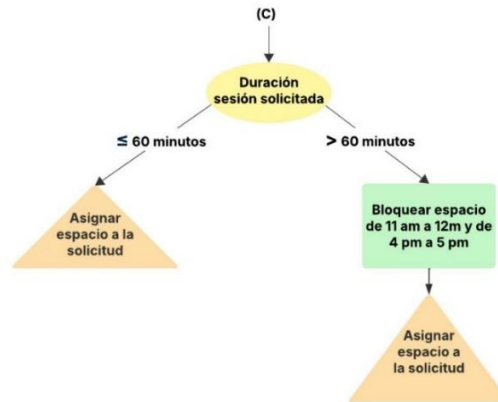 (C)
Duración
sesión solicitada
≤ 60 minutos
> 60 minutos
Asignar
espacio a la
solicitud
Bloquear espacio
de 11 am a 12m y de
4 pm a 5 pm
Asignar
espacio a
la solicitud